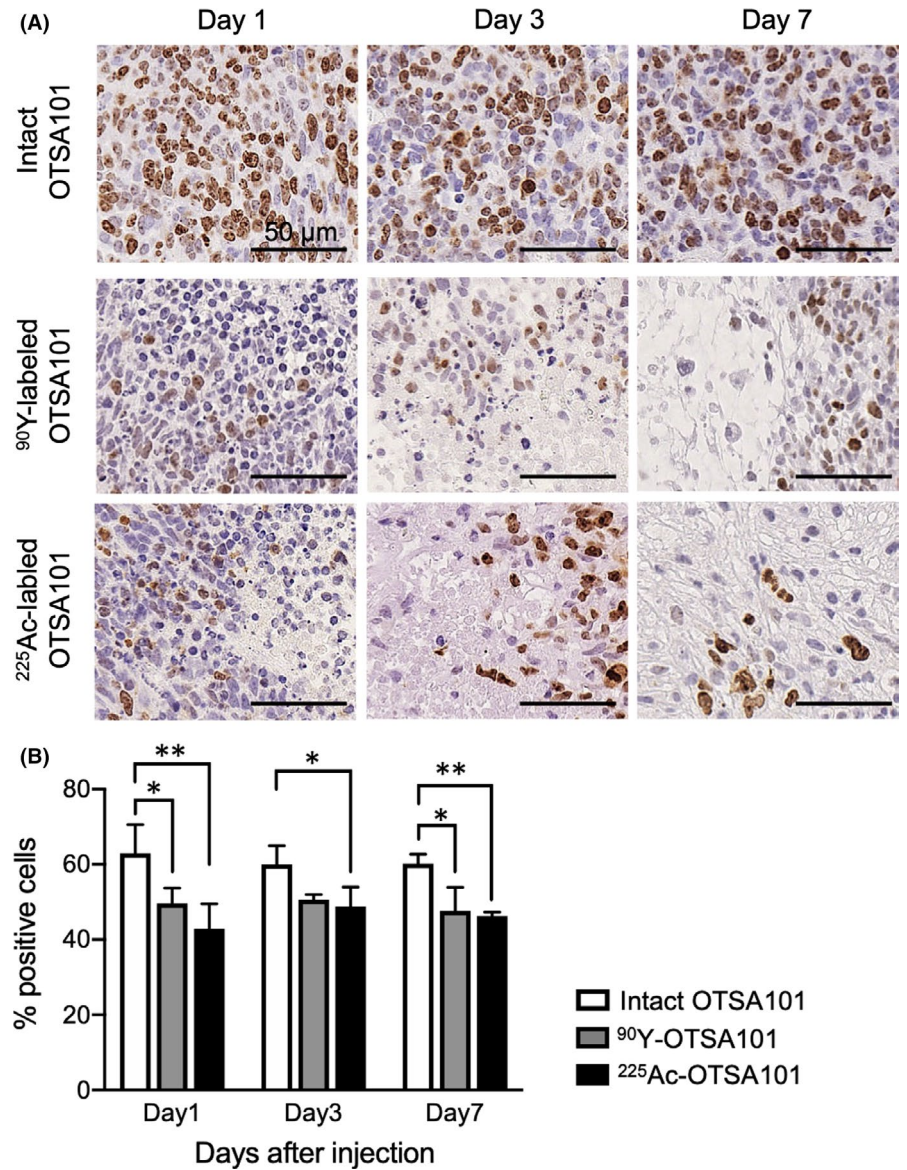 (A)
Day 1 Day 3 Day 7
Intact
OTSA101
50 μm
⁹⁰Y-labeled
OTSA101
²²⁵Ac-labled
OTSA101
(B)
** * **
* *
% positive cells
80
60
40
20
0
Day1 Day3 Day7
Days after injection
Intact OTSA101
⁹⁰Y-OTSA101
²²⁵Ac-OTSA101